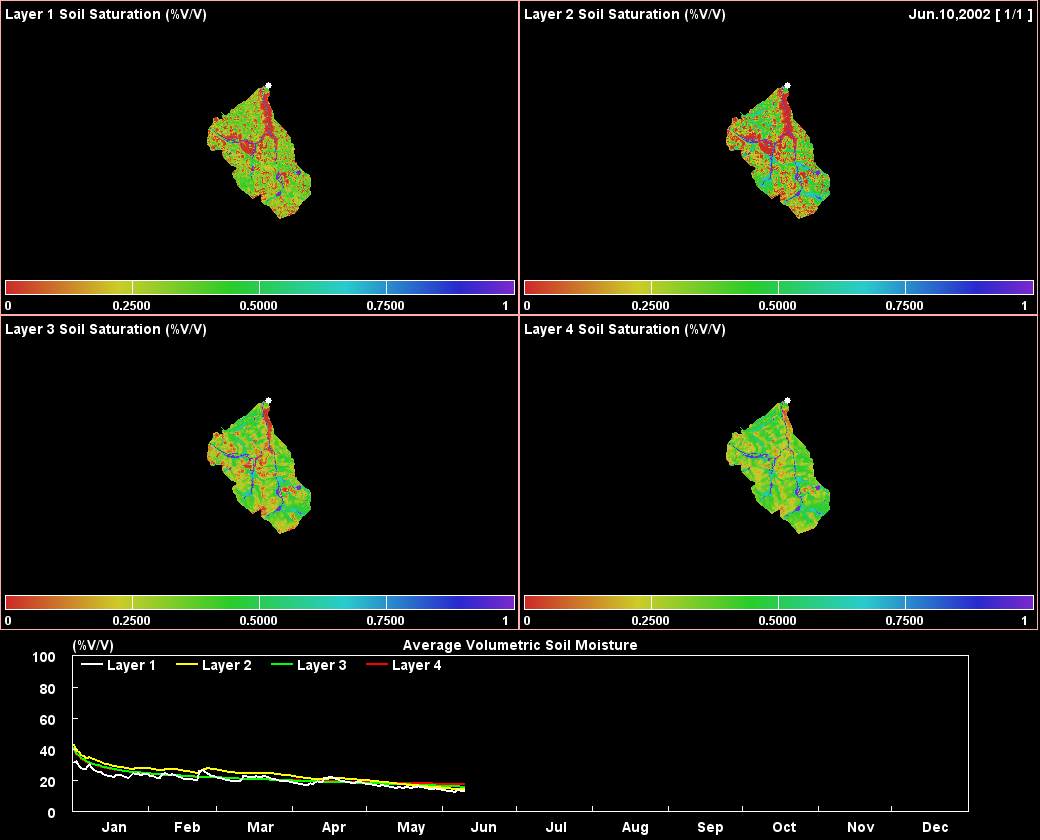 Layer 1 Soil Saturation (%V/V)
Layer 2 Soil Saturation (%V/V) Jun.10,2002 [ 1/1 ]
0 0.2500 0.5000 0.7500 1
0 0.2500 0.5000 0.7500 1
Layer 3 Soil Saturation (%V/V)
Layer 4 Soil Saturation (%V/V)
0 0.2500 0.5000 0.7500 1
0 0.2500 0.5000 0.7500 1
(%V/V) Average Volumetric Soil Moisture
Layer 1 Layer 2 Layer 3 Layer 4
100
80
60
40
20
0
Jan Feb Mar Apr May Jun Jul Aug Sep Oct Nov Dec